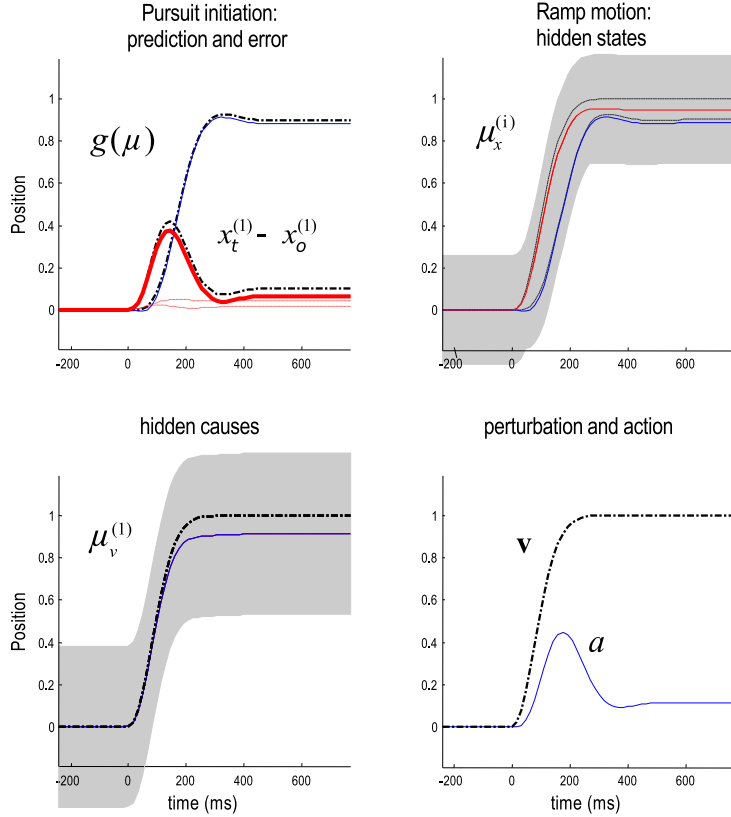 Pursuit initiation:
prediction and error
Position
1
0.8
0.6
0.4
0.2
0
g(μ)
x_t^(1) - x_o^(1)
-200 0 200 400 600
Ramp motion:
hidden states
1
0.8
0.6
0.4
0.2
0
μ_x^(i)
-200 0 200 400 600
hidden causes
Position
1
0.8
0.6
0.4
0.2
0
μ_v^(1)
-200 0 200 400 600
time (ms)
perturbation and action
1
0.8
0.6
0.4
0.2
0
v
a
-200 0 200 400 600
time (ms)